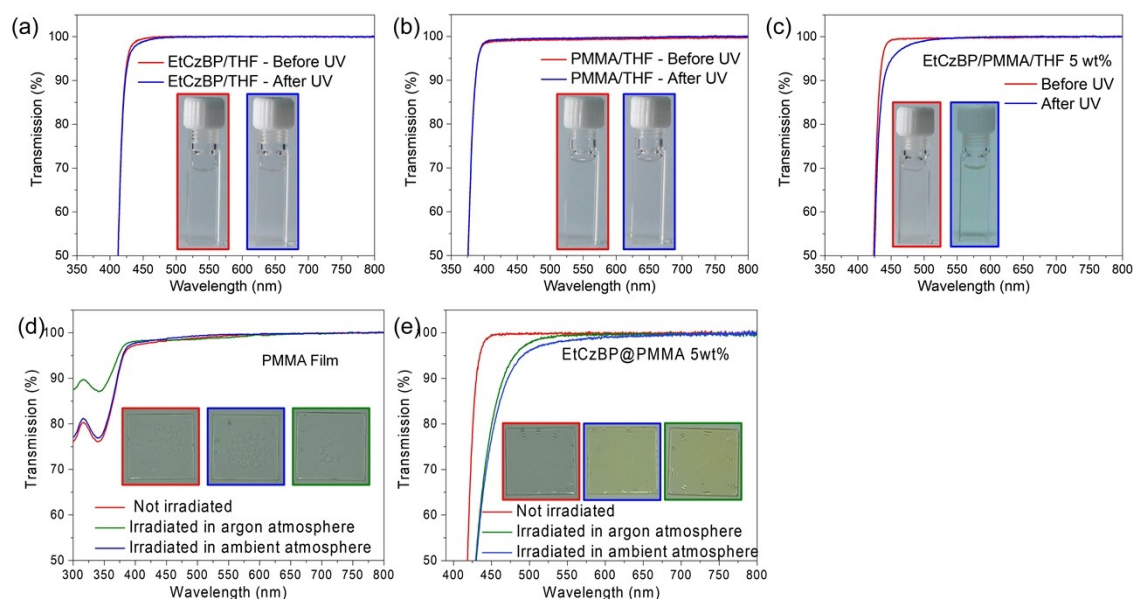 (a)
Transmission (%)
100
90
80
70
60
50
EtCzBP/THF - Before UV
EtCzBP/THF - After UV
350 400 450 500 550 600 650 700 750 800
Wavelength (nm)
(b)
Transmission (%)
100
90
80
70
60
50
PMMA/THF - Before UV
PMMA/THF - After UV
350 400 450 500 550 600 650 700 750 800
Wavelength (nm)
(c)
Transmission (%)
100
90
80
70
60
50
EtCzBP/PMMA/THF 5 wt%
Before UV
After UV
350 400 450 500 550 600 650 700 750 800
Wavelength (nm)
(d)
Transmission (%)
100
95
90
85
80
75
70
65
60
55
50
PMMA Film
Not irradiated
Irradiated in argon atmosphere
Irradiated in ambient atmosphere
300 350 400 450 500 550 600 650 700 750 800
Wavelength (nm)
(e)
Transmission (%)
100
90
80
70
60
50
EtCzBP@PMMA 5wt%
Not irradiated
Irradiated in argon atmosphere
Irradiated in ambient atmosphere
400 450 500 550 600 650 700 750 800
Wavelength (nm)